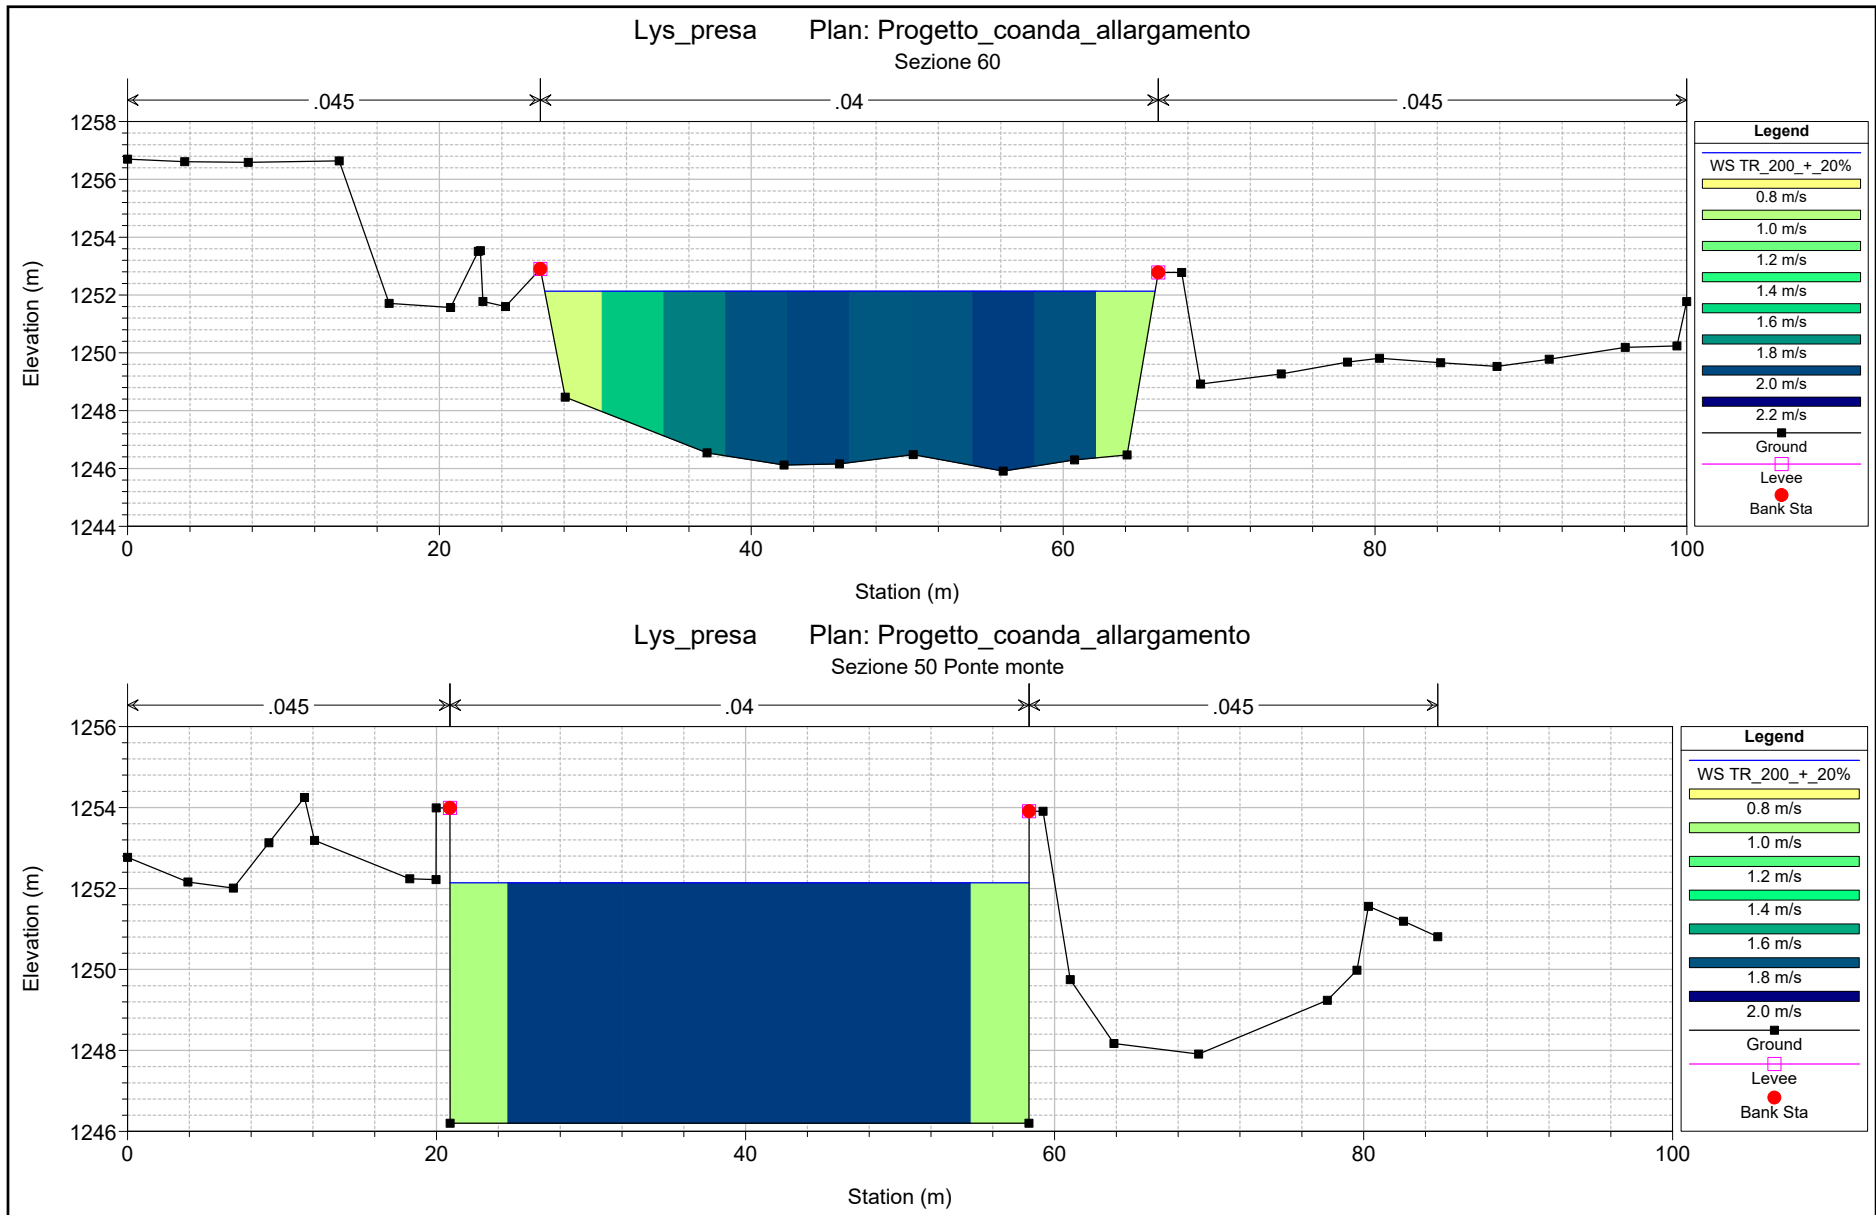 Lys_presa Plan: Progetto_coanda_allargamento
Sezione 60
.045 .04 .045
1258
1256
1254
1252
1250
1248
1246
1244
Elevation (m)
0 20 40 60 80 100
Station (m)
Legend
WS TR_200_+_20%
0.8 m/s
1.0 m/s
1.2 m/s
1.4 m/s
1.6 m/s
1.8 m/s
2.0 m/s
2.2 m/s
Ground
Levee
Bank Sta
Lys_presa Plan: Progetto_coanda_allargamento
Sezione 50 Ponte monte
.045 .04 .045
1256
1254
1252
1250
1248
1246
Elevation (m)
0 20 40 60 80 100
Station (m)
Legend
WS TR_200_+_20%
0.8 m/s
1.0 m/s
1.2 m/s
1.4 m/s
1.6 m/s
1.8 m/s
2.0 m/s
Ground
Levee
Bank Sta